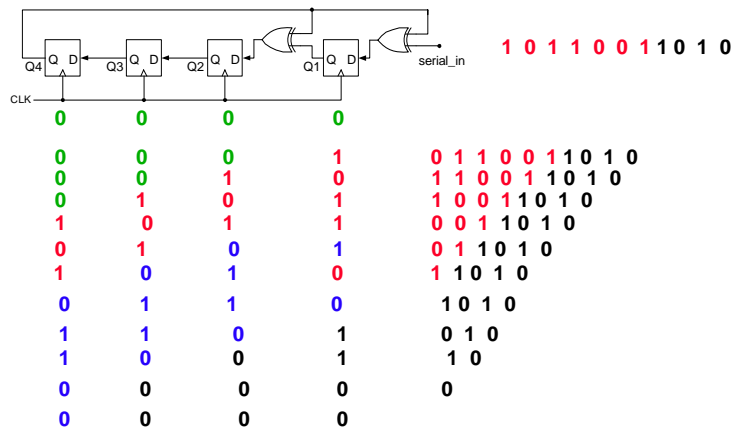 Q D Q D Q D Q D
Q4 Q3 Q2 Q1 serial_in
1 0 1 1 0 0 1 1 0 1 0
CLK
0 0 0 0
0 0 0 1 0 1 1 0 0 1 1 0 1 0
0 0 1 0 1 1 0 0 1 1 0 1 0
0 1 0 1 1 0 0 1 1 0 1 0
1 0 1 1 0 0 1 1 0 1 0
0 1 0 1 0 1 1 0 1 0
1 0 1 0 1 1 0 1 0
0 1 1 0 1 0 1 0
1 1 0 1 0 1 0
1 0 0 1 1 0
0 0 0 0 0
0 0 0 0